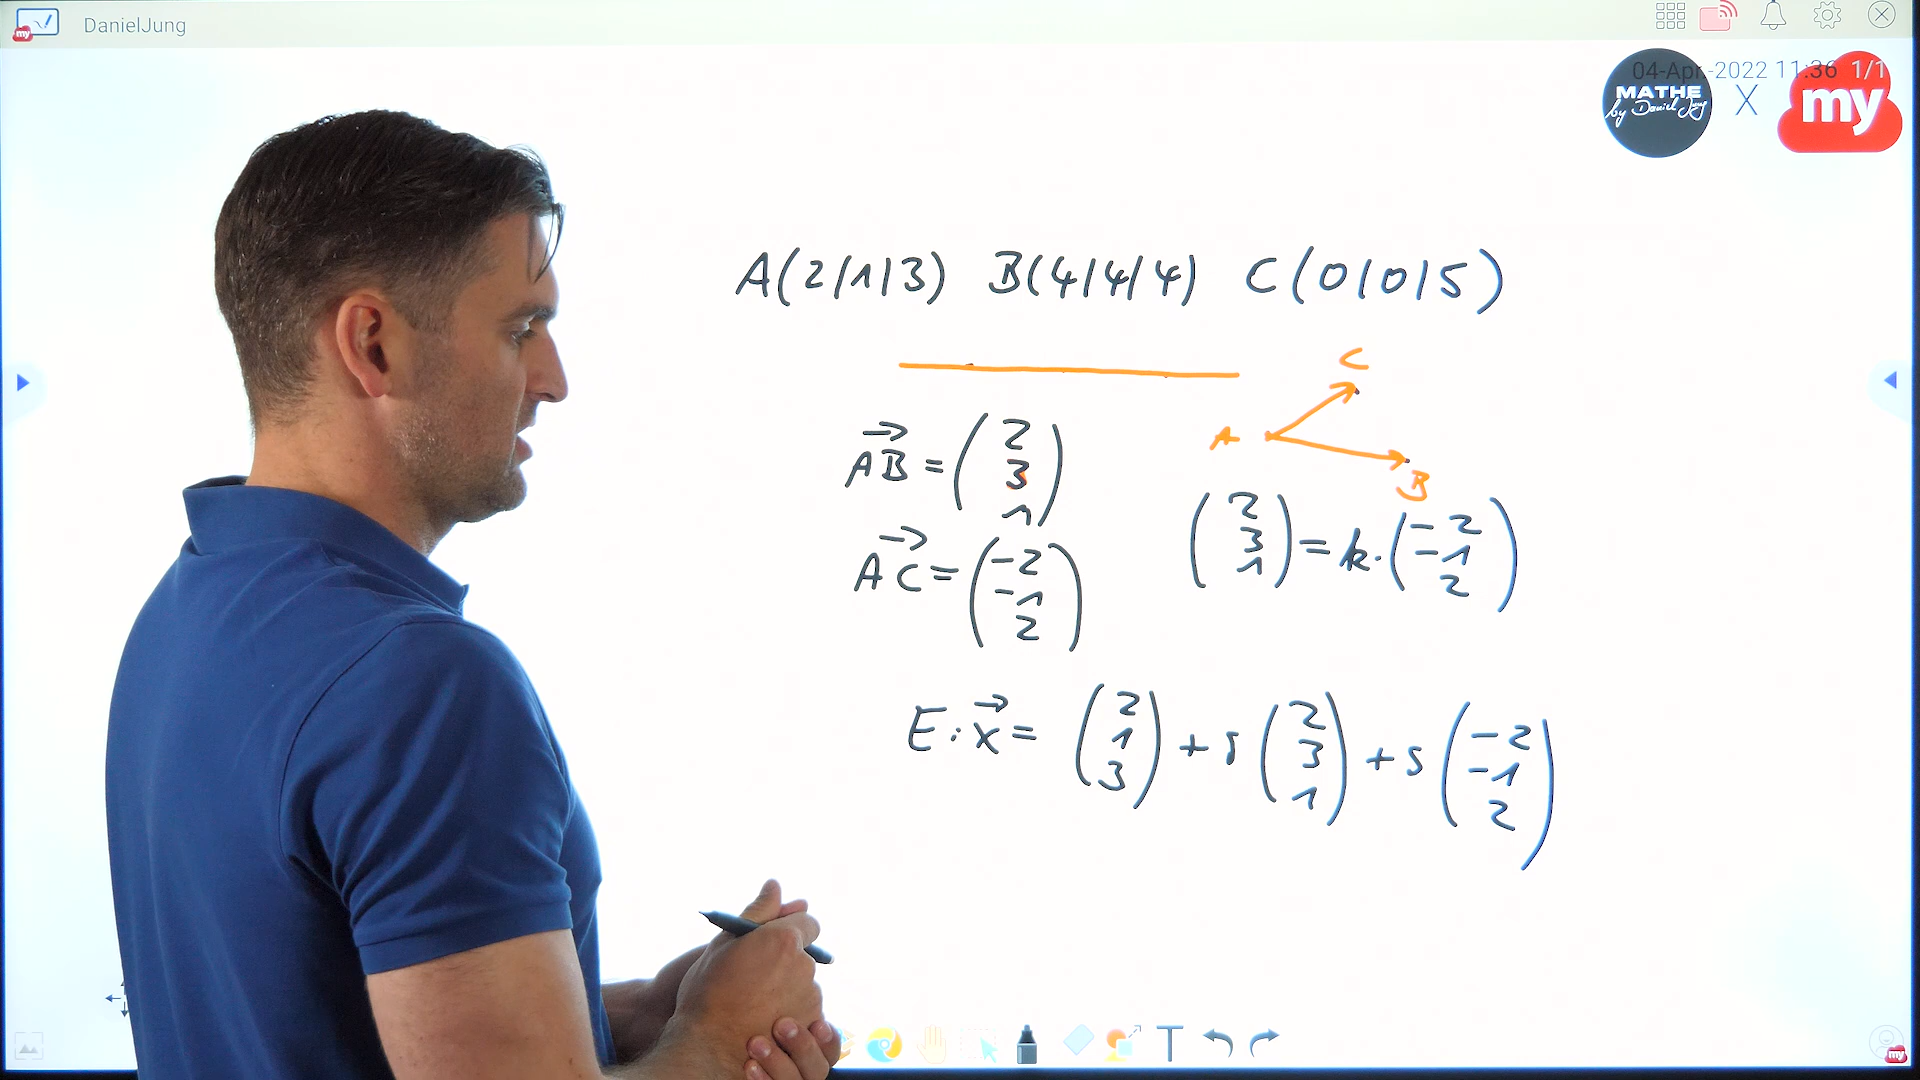 DanielJung
04-Apr.-2022 11:36 1/1
MATHE
by Daniel Jung
X
my
A(2|1|3) B(4|4|4) C(0|0|5)
C
A
B
AB→ = (2 3 1)
AC→ = (-2 -1 2)
(2 3 1) = k·(-2 -1 2)
E: x→ = (2 1 3) + r (2 3 1) + s (-2 -1 2)
T
my
my